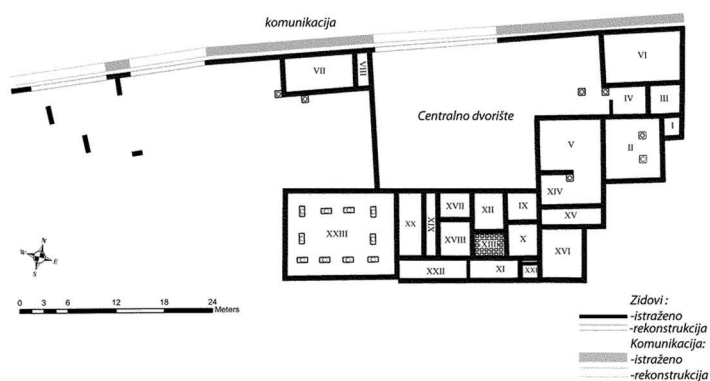 komunikacija
VI
VII
VIII
IV
III
Centralno dvorište
I
V
II
XIV
XVII
XII
IX
XV
XX
XIX
XXIII
XVIII
XIII
X
XVI
XXII
XI
XXI
W
N
E
S
0 3 6 12 18 24
Meters
Zidovi :
-istraženo
-rekonstrukcija
Komunikacija:
-istraženo
-rekonstrukcija